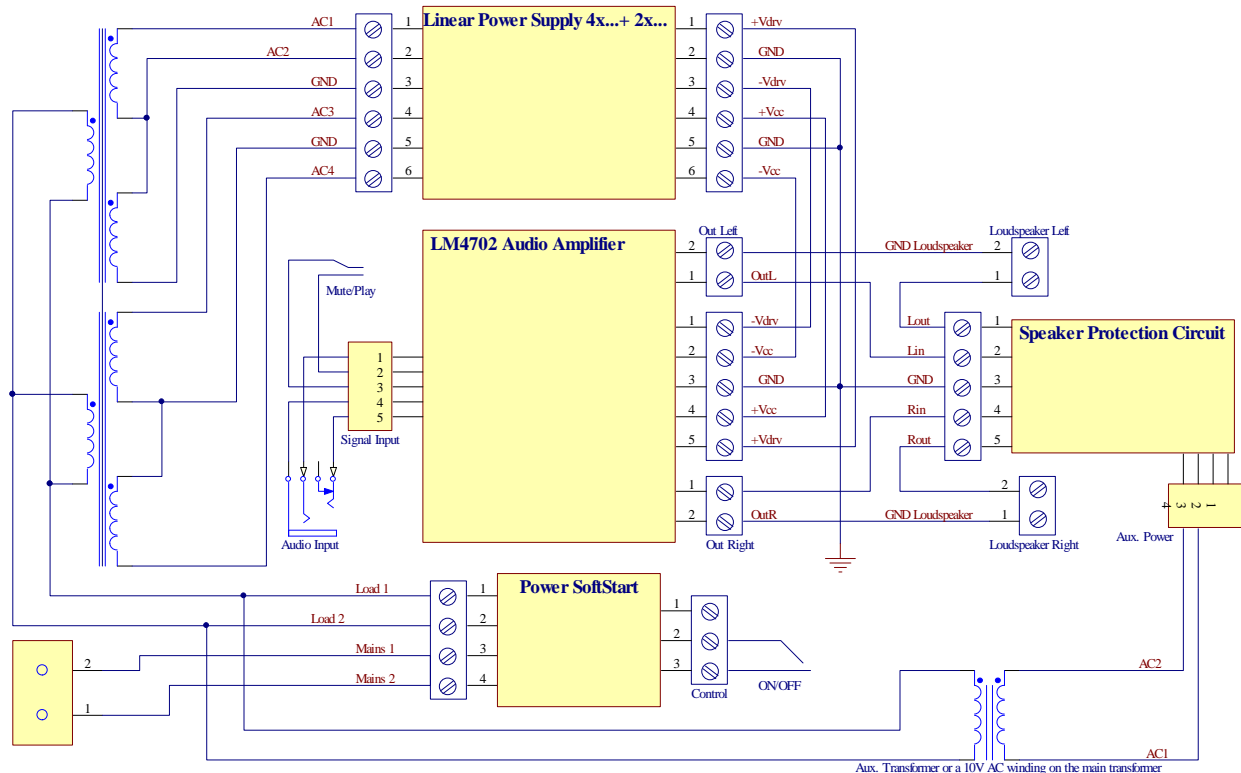 Linear Power Supply 4x...+ 2x...
AC1 1
AC2 2
GND 3
AC3 4
GND 5
AC4 6
1 +Vdrv
2 GND
3 -Vdrv
4 +Vcc
5 GND
6 -Vcc
LM4702 Audio Amplifier
Mute/Play
1
2
3
4
5
Signal Input
Audio Input
Out Left
2
1 OutL
1 -Vdrv
2 -Vcc
3 GND
4 +Vcc
5 +Vdrv
1
2 OutR
Out Right
GND Loudspeaker
Loudspeaker Left
2
1
Speaker Protection Circuit
Lout 1
Lin 2
GND 3
Rin 4
Rout 5
2
GND Loudspeaker 1
Loudspeaker Right
1
2
3
4
Aux. Power
Power SoftStart
Load 1 1
Load 2 2
Mains 1 3
Mains 2 4
2
1
1
2
3
Control
ON/OFF
AC2
AC1
Aux. Transformer or a 10V AC winding on the main transformer